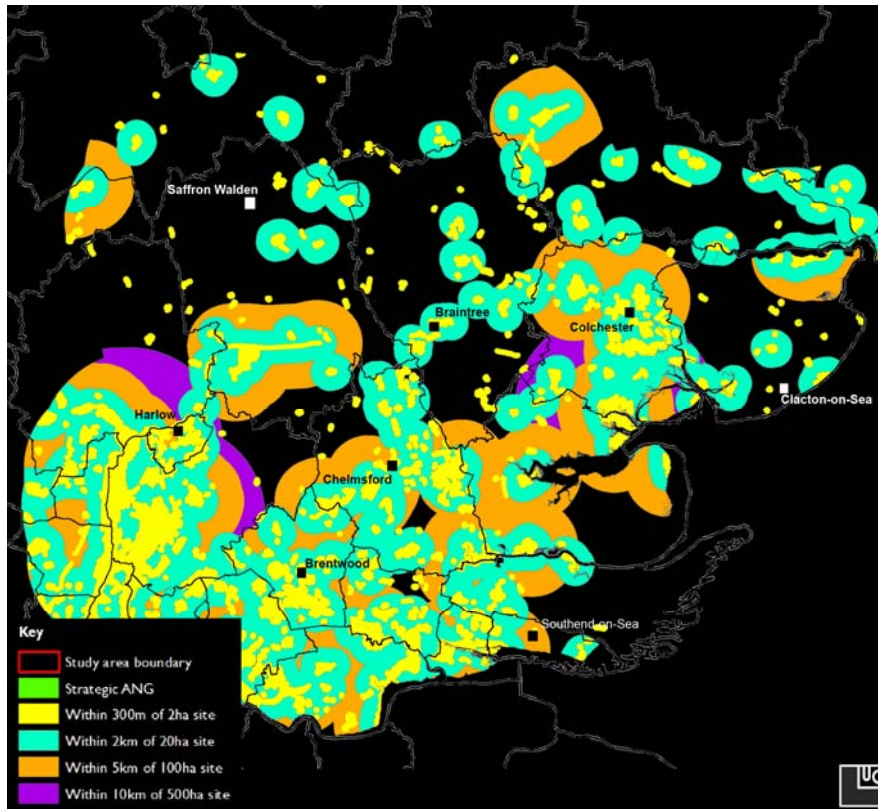 Saffron Walden
Braintree
Colchester
Clacton-on-Sea
Harlow
Chelmsford
Brentwood
Southend-on-Sea
Key
Study area boundary
Strategic ANG
Within 300m of 2ha site
Within 2km of 20ha site
Within 5km of 100ha site
Within 10km of 500ha site